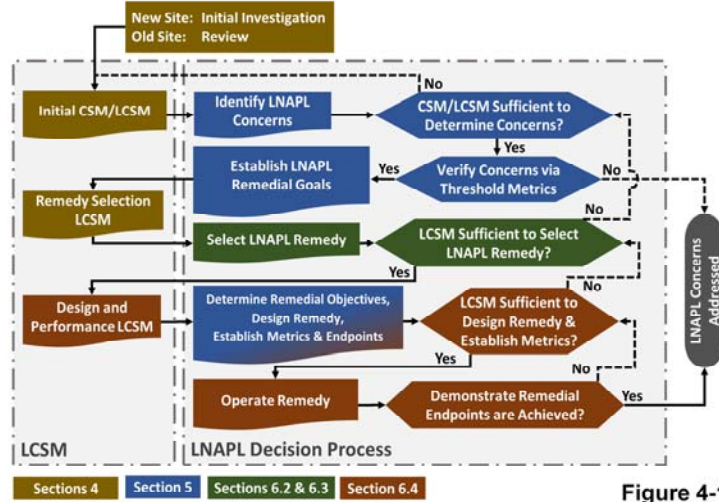 New Site: Initial Investigation
Old Site: Review
No
Initial CSM/LCSM
Identify LNAPL
Concerns
CSM/LCSM Sufficient to
Determine Concerns?
Yes
Establish LNAPL
Remedial Goals
Yes
Verify Concerns via
Threshold Metrics
No
Remedy Selection
LCSM
No
Select LNAPL Remedy
LCSM Sufficient to Select
LNAPL Remedy?
LNAPL Concerns
Addressed
Yes
No
Design and
Performance LCSM
Determine Remedial Objectives,
Design Remedy,
Establish Metrics & Endpoints
LCSM Sufficient to
Design Remedy &
Establish Metrics?
Yes
No
Operate Remedy
Demonstrate Remedial
Endpoints are Achieved?
Yes
LCSM
LNAPL Decision Process
Sections 4
Section 5
Sections 6.2 & 6.3
Section 6.4